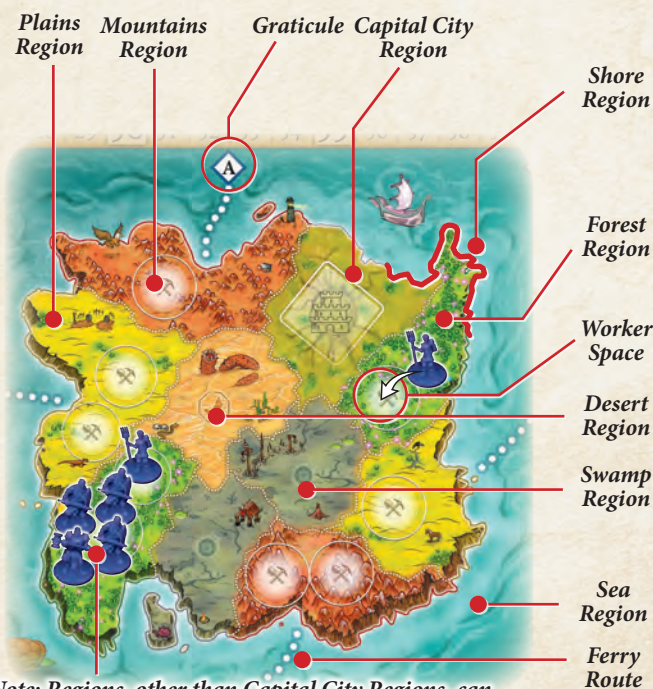 Plains
Region
Mountains
Region
Graticule
Capital City
Region
Shore
Region
A
Forest
Region
Worker
Space
Desert
Region
Swamp
Region
Sea
Region
Ferry
Route
Note: Regions, other than Capital City Regions, can